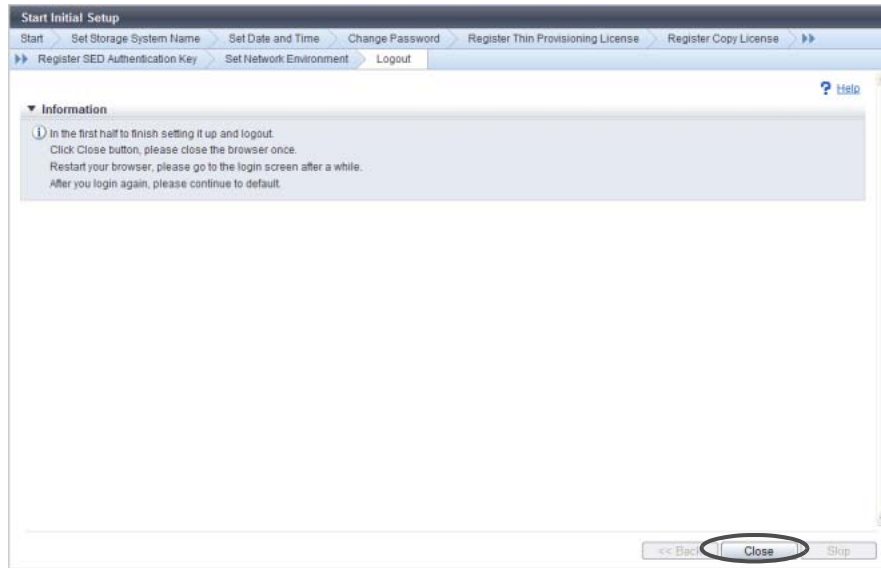 Start Initial Setup
Start Set Storage System Name Set Date and Time Change Password Register Thin Provisioning License Register Copy License
Register SED Authentication Key Set Network Environment Logout
? Help
Information
In the first half to finish setting it up and logout.
Click Close button, please close the browser once.
Restart your browser, please go to the login screen after a while.
After you login again, please continue to default.
<< Back Close Skip